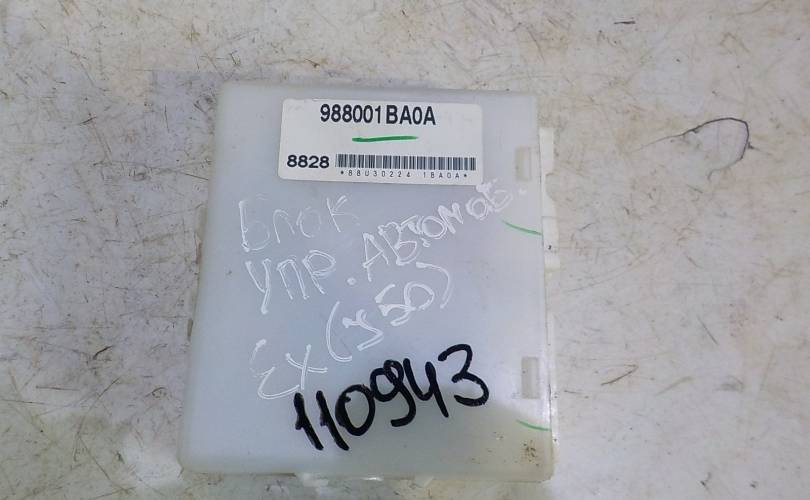 988001BA0A
8828
*88U30224 1BA0A*
Блок
упр. Автомоб.
EX (J50)
110943